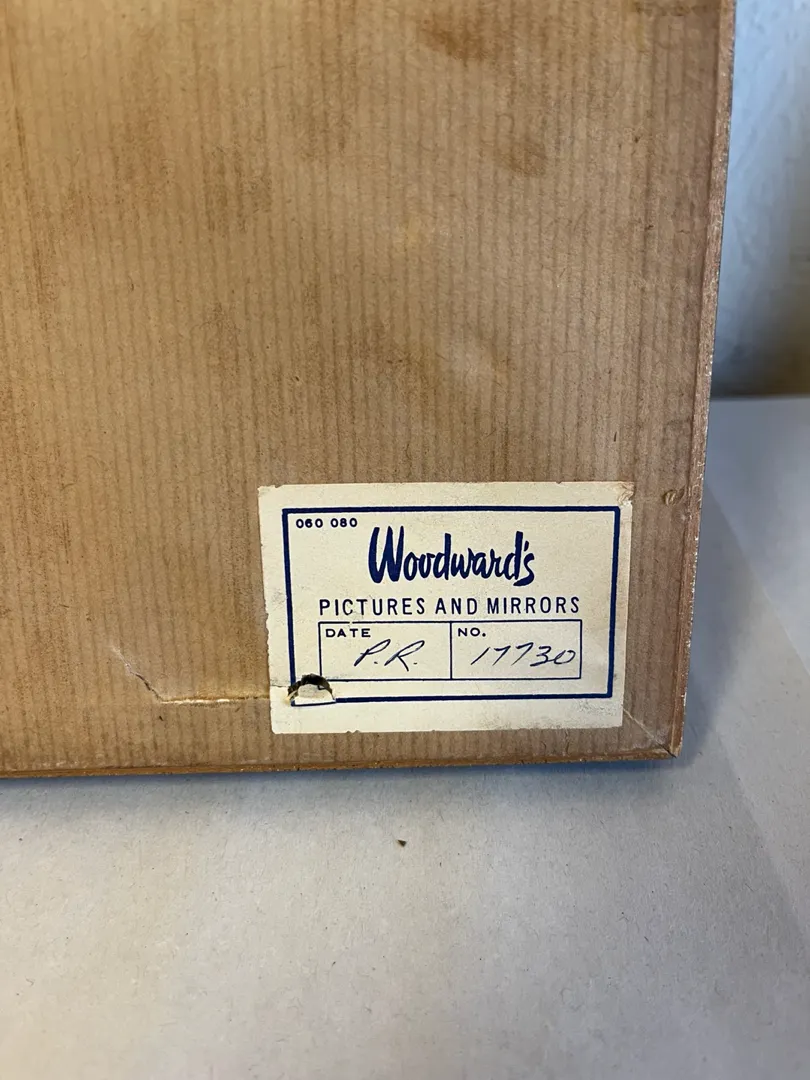 060 080
Woodward's
PICTURES AND MIRRORS
DATE NO.
P.R. 17730